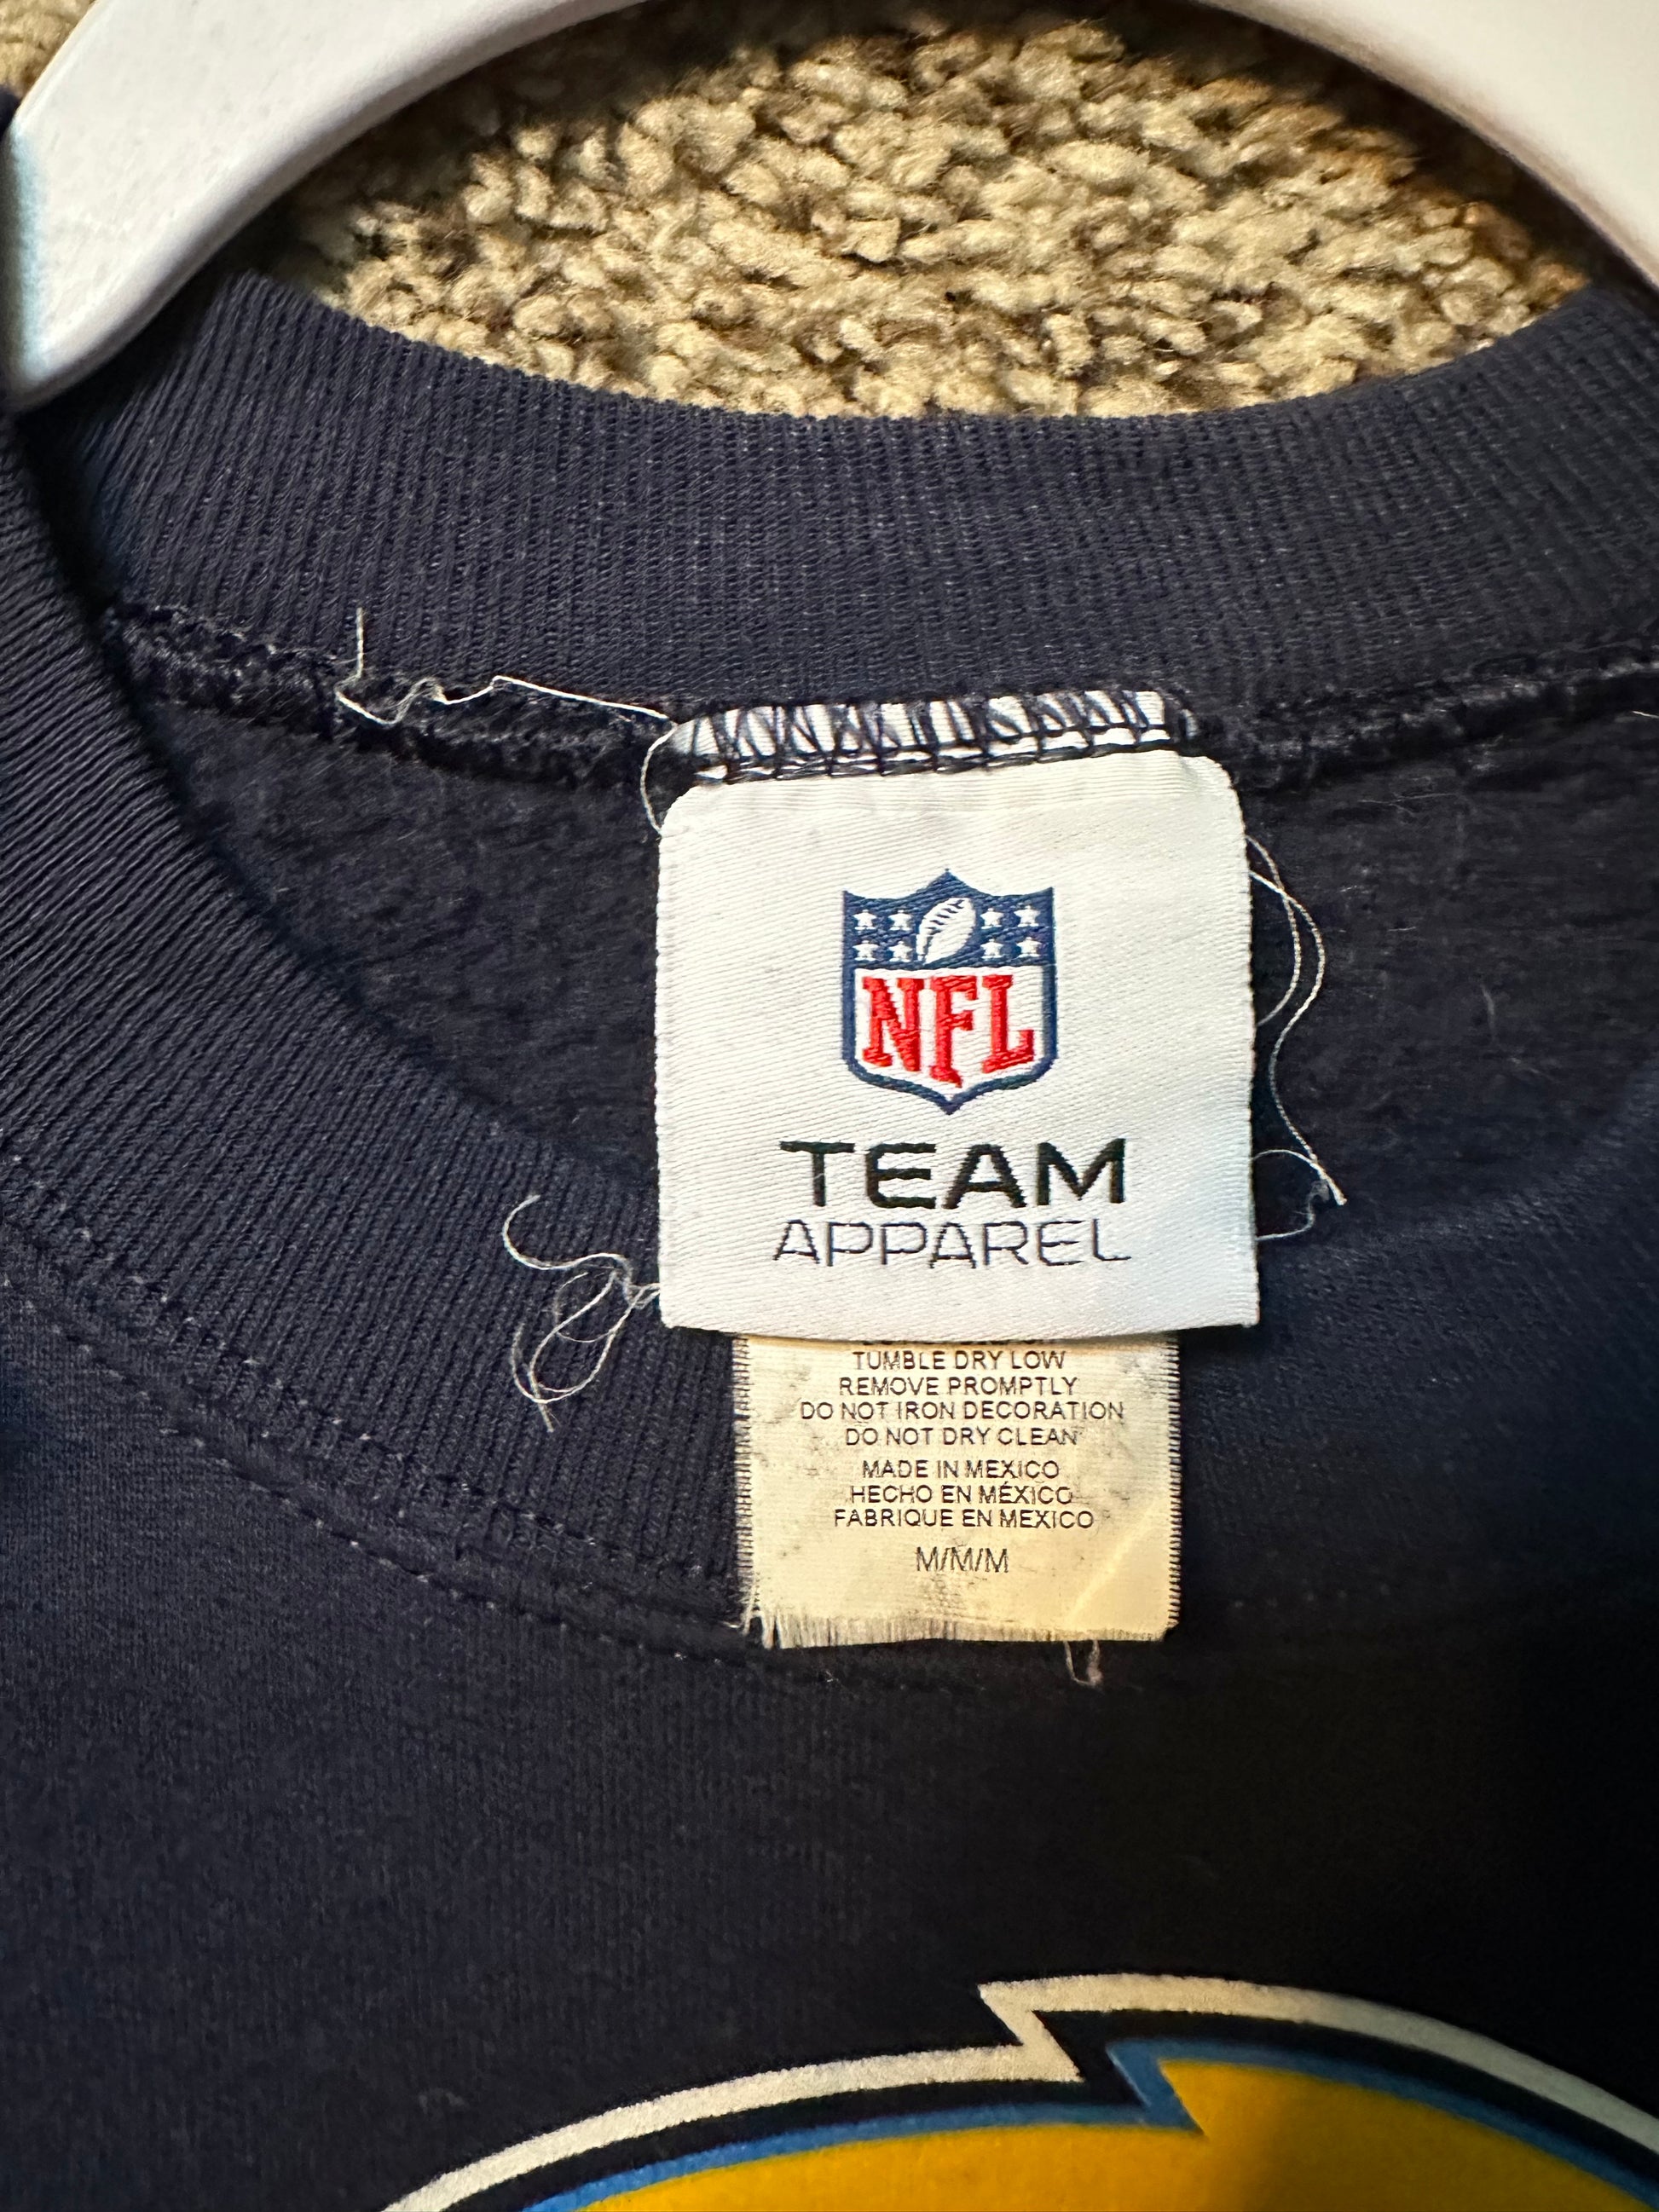 NFL
TEAM
APPAREL
TUMBLE DRY LOW
REMOVE PROMPTLY
DO NOT IRON DECORATION
DO NOT DRY CLEAN
MADE IN MEXICO
HECHO EN MÉXICO
FABRIQUE EN MEXICO
M/M/M